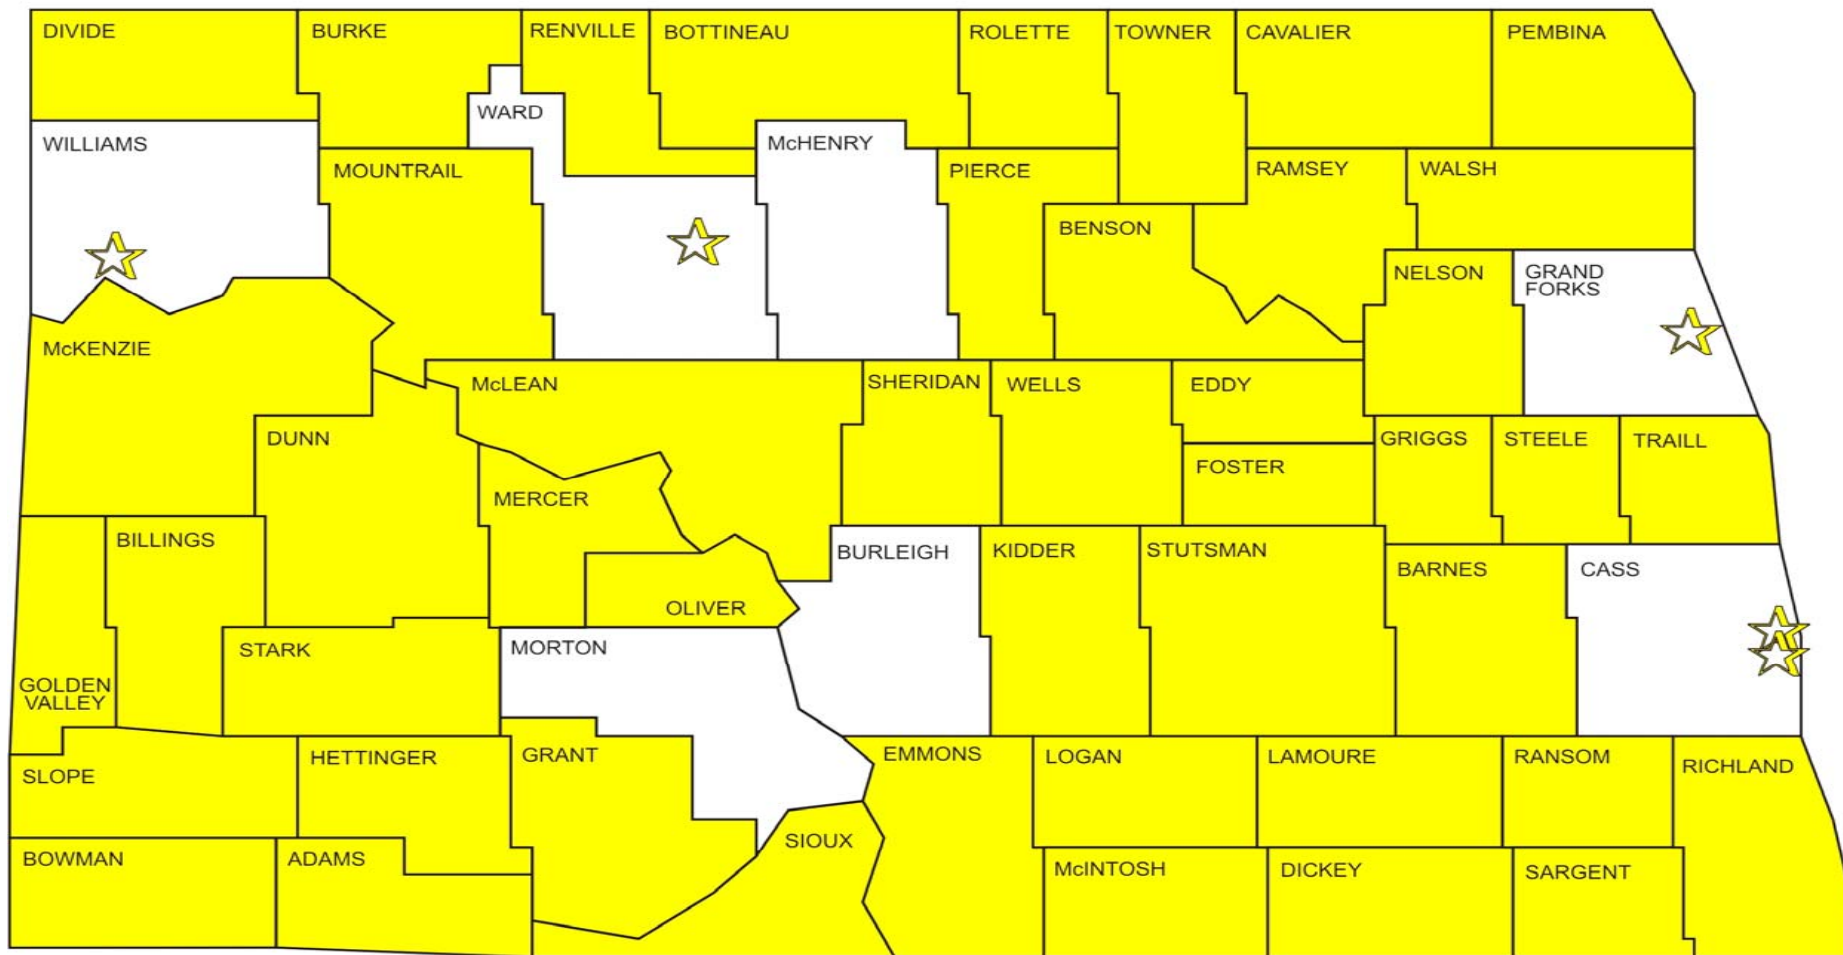 DIVIDE
BURKE
RENVILLE
BOTTINEAU
ROLETTE
TOWNER
CAVALIER
PEMBINA
WARD
WILLIAMS
McHENRY
MOUNTRAIL
PIERCE
RAMSEY
WALSH
BENSON
NELSON
GRAND
FORKS
McKENZIE
McLEAN
SHERIDAN
WELLS
EDDY
DUNN
GRIGGS
STEELE
TRAILL
FOSTER
MERCER
BILLINGS
BURLEIGH
KIDDER
STUTSMAN
BARNES
CASS
OLIVER
STARK
MORTON
GOLDEN
VALLEY
SLOPE
HETTINGER
GRANT
EMMONS
LOGAN
LAMOURE
RANSOM
RICHLAND
SIOUX
BOWMAN
ADAMS
McINTOSH
DICKEY
SARGENT